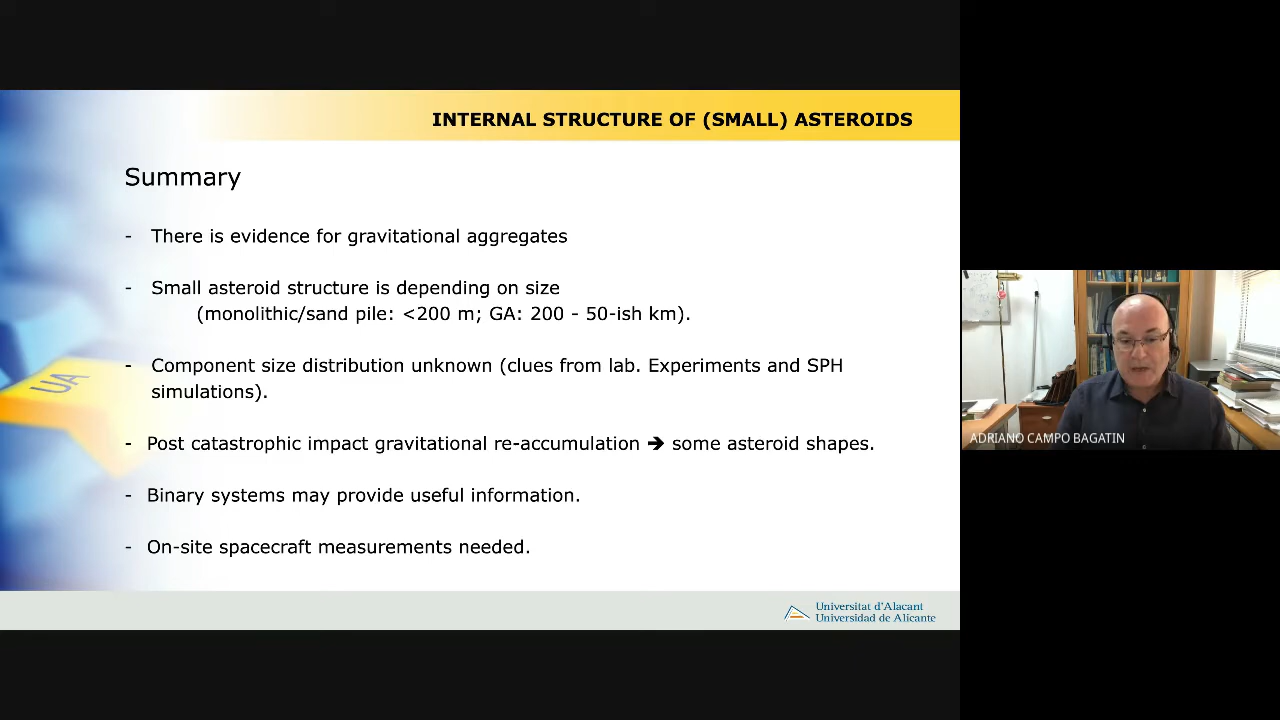 INTERNAL STRUCTURE OF (SMALL) ASTEROIDS
Summary
- There is evidence for gravitational aggregates
- Small asteroid structure is depending on size
(monolithic/sand pile: <200 m; GA: 200 - 50-ish km).
- Component size distribution unknown (clues from lab. Experiments and SPH
simulations).
- Post catastrophic impact gravitational re-accumulation ➔ some asteroid shapes.
- Binary systems may provide useful information.
- On-site spacecraft measurements needed.
UA
Universitat d'Alacant
Universidad de Alicante
ADRIANO CAMPO BAGATIN